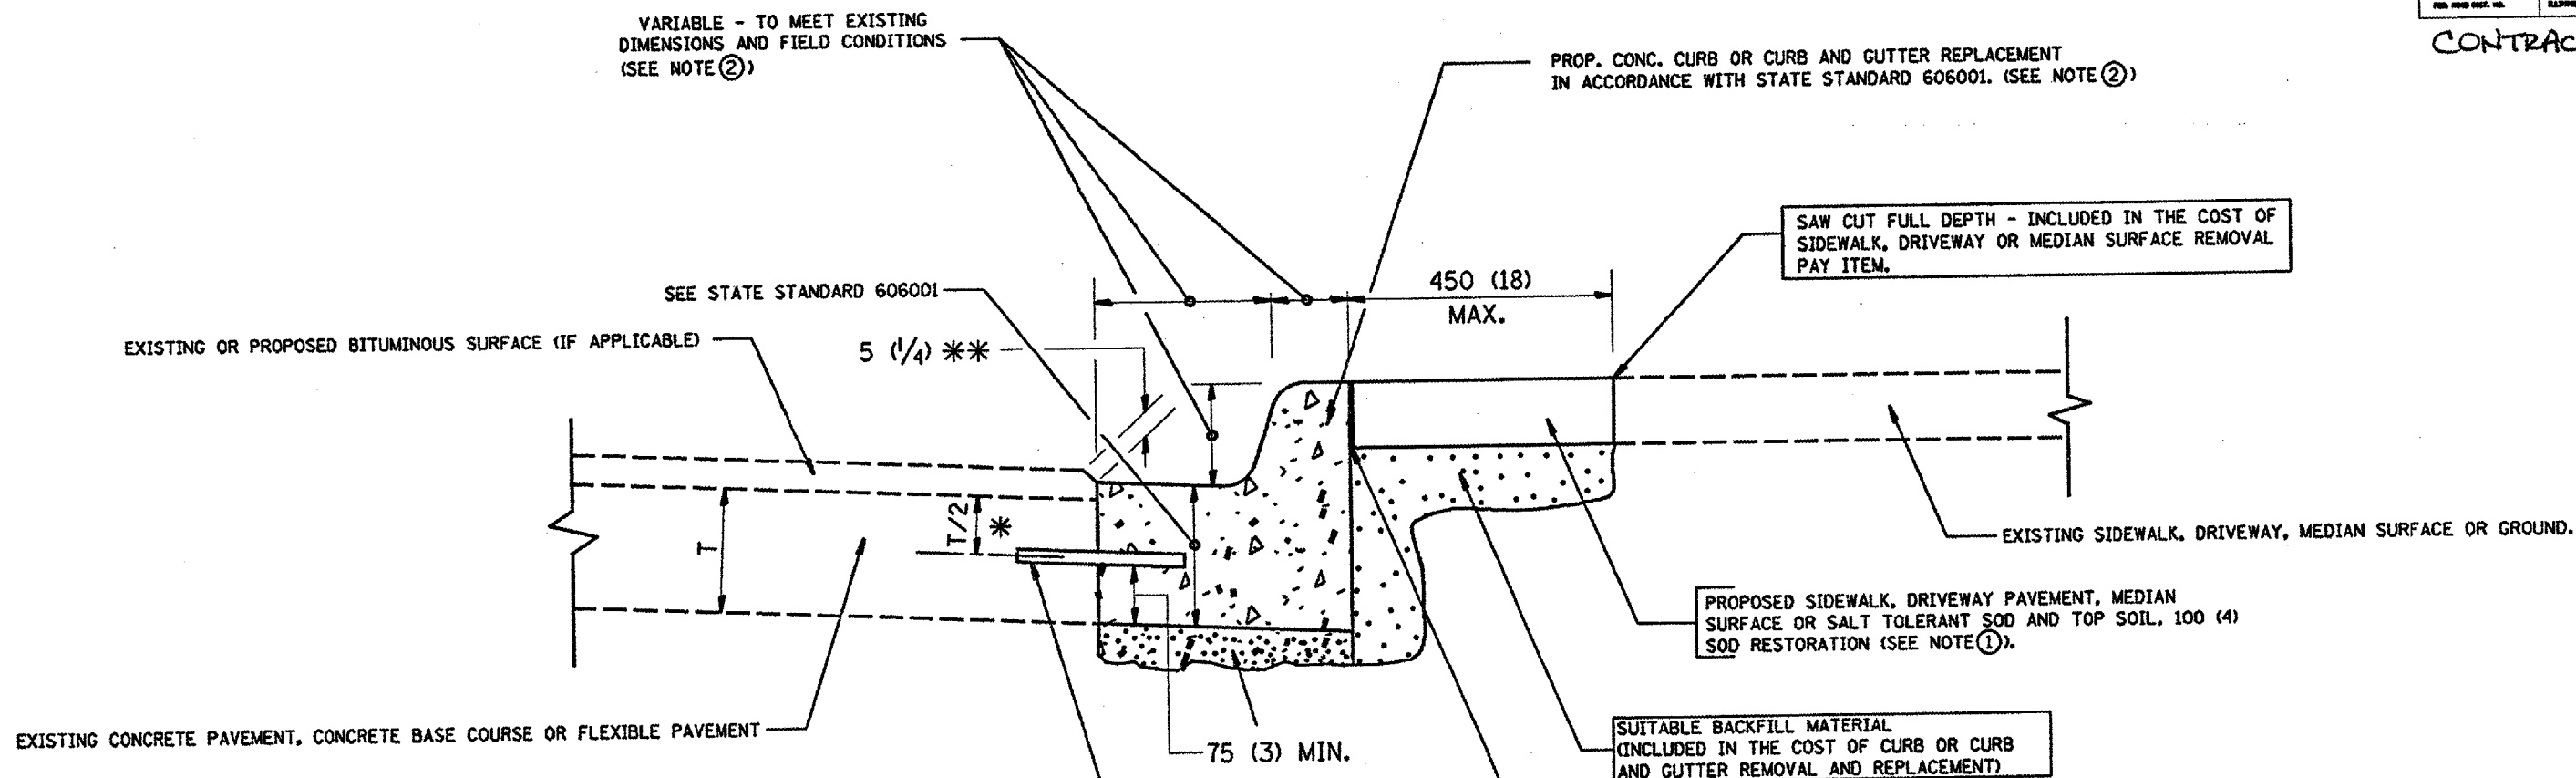 VARIABLE - TO MEET EXISTING
DIMENSIONS AND FIELD CONDITIONS
(SEE NOTE ②)
PROP. CONC. CURB OR CURB AND GUTTER REPLACEMENT
IN ACCORDANCE WITH STATE STANDARD 606001. (SEE NOTE ②)
CONTRAC
SAW CUT FULL DEPTH - INCLUDED IN THE COST OF
SIDEWALK, DRIVEWAY OR MEDIAN SURFACE REMOVAL
PAY ITEM.
450 (18)
MAX.
SEE STATE STANDARD 606001
EXISTING OR PROPOSED BITUMINOUS SURFACE (IF APPLICABLE)
5 (1/4) **
T
T/2
*
EXISTING SIDEWALK, DRIVEWAY, MEDIAN SURFACE OR GROUND.
PROPOSED SIDEWALK, DRIVEWAY PAVEMENT, MEDIAN
SURFACE OR SALT TOLERANT SOD AND TOP SOIL, 100 (4)
SOD RESTORATION (SEE NOTE ①).
EXISTING CONCRETE PAVEMENT, CONCRETE BASE COURSE OR FLEXIBLE PAVEMENT
75 (3) MIN.
SUITABLE BACKFILL MATERIAL
(INCLUDED IN THE COST OF CURB OR CURB
AND GUTTER REMOVAL AND REPLACEMENT)